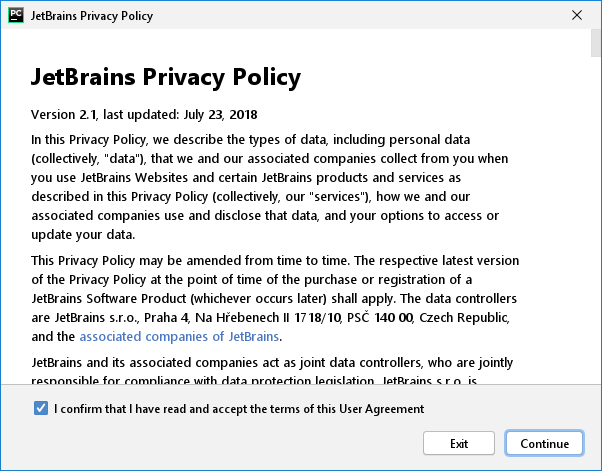 PC
JetBrains Privacy Policy
JetBrains Privacy Policy
Version 2.1, last updated: July 23, 2018
In this Privacy Policy, we describe the types of data, including personal data
(collectively, "data"), that we and our associated companies collect from you when
you use JetBrains Websites and certain JetBrains products and services as
described in this Privacy Policy (collectively, our "services"), how we and our
associated companies use and disclose that data, and your options to access or
update your data.
This Privacy Policy may be amended from time to time. The respective latest version
of the Privacy Policy at the point of time of the purchase or registration of a
JetBrains Software Product (whichever occurs later) shall apply. The data controllers
are JetBrains s.r.o., Praha 4, Na Hřebenech II 1718/10, PSČ 140 00, Czech Republic,
and the associated companies of JetBrains.
JetBrains and its associated companies act as joint data controllers, who are jointly
responsible for compliance with data protection legislation. JetBrains s.r.o. is
I confirm that I have read and accept the terms of this User Agreement
Exit
Continue